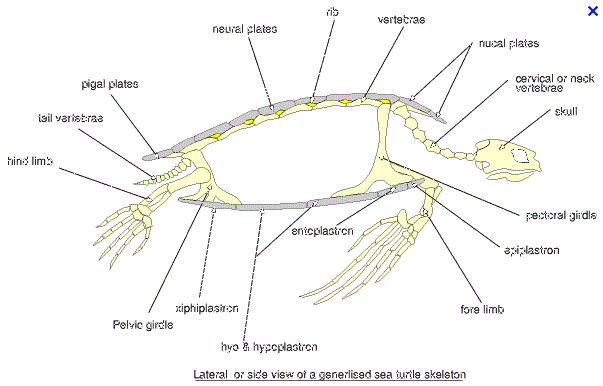 rib
vertebrae
neural plates
nucal plates
pigal plates
cervical or neck
vertebrae
skull
tail vertebrae
hind limb
pectoral girdle
entoplastron
epiplastron
xiphiplastron
fore limb
Pelvic girdle
hyo & hypoplastron
Lateral or side view of a generlised sea turtle skeleton